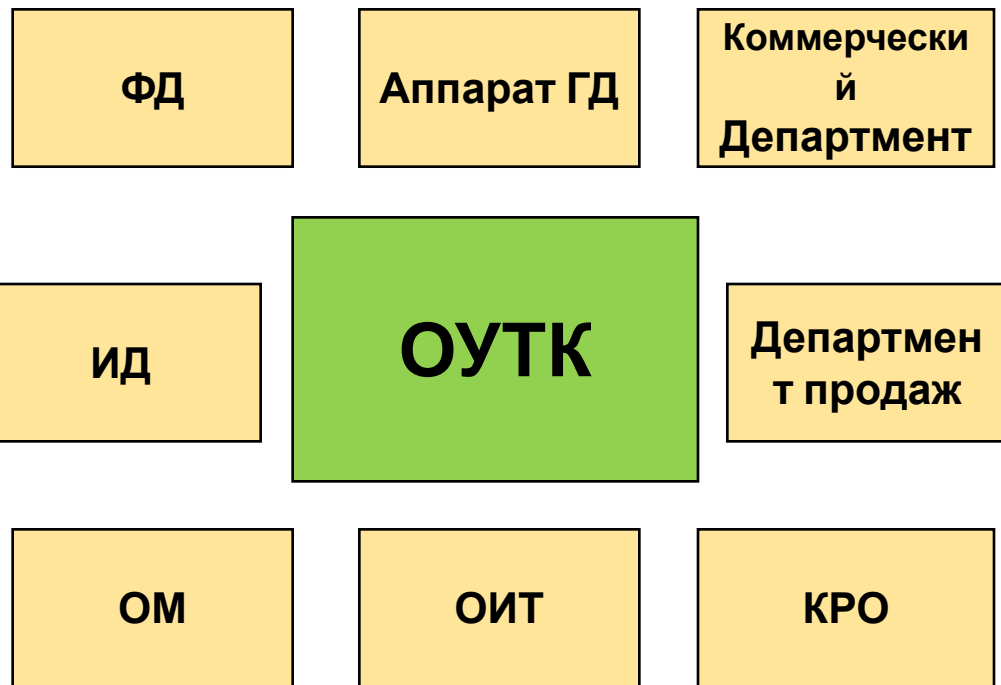 ФД
Аппарат ГД
Коммерчески
й
Департмент
ИД
ОУТК
Департмен
т продаж
ОМ
ОИТ
КРО